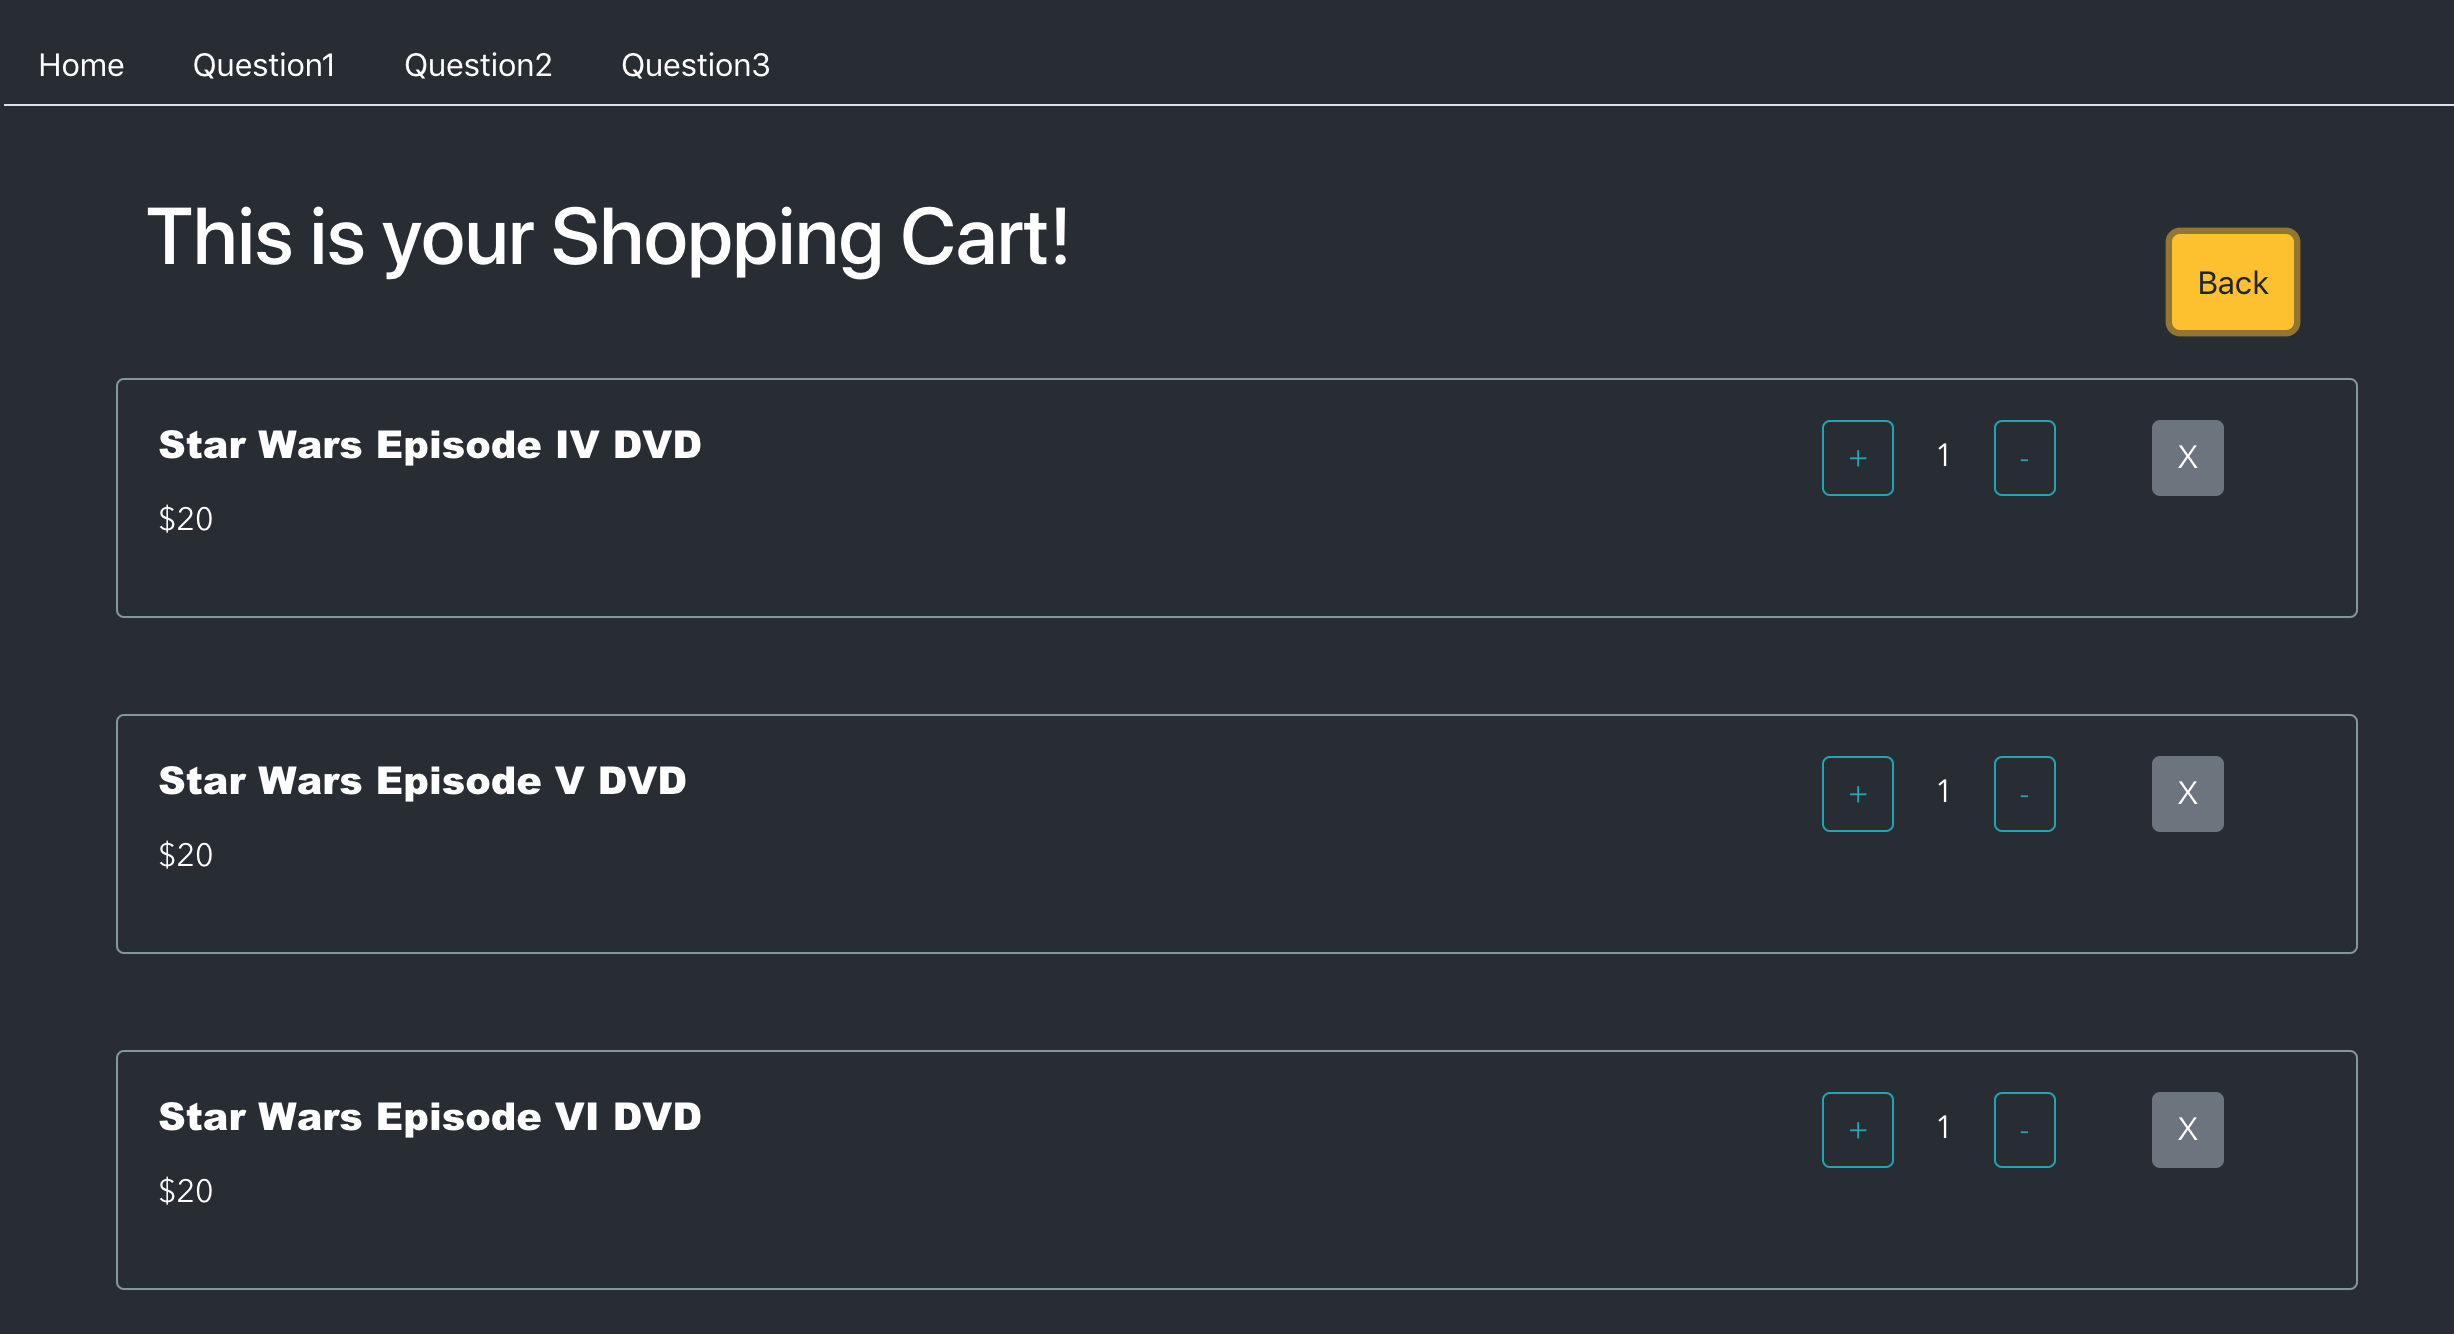 Home Question1 Question2 Question3
This is your Shopping Cart!
Back
Star Wars Episode IV DVD
+ 1 - X
$20
Star Wars Episode V DVD
+ 1 - X
$20
Star Wars Episode VI DVD
+ 1 - X
$20